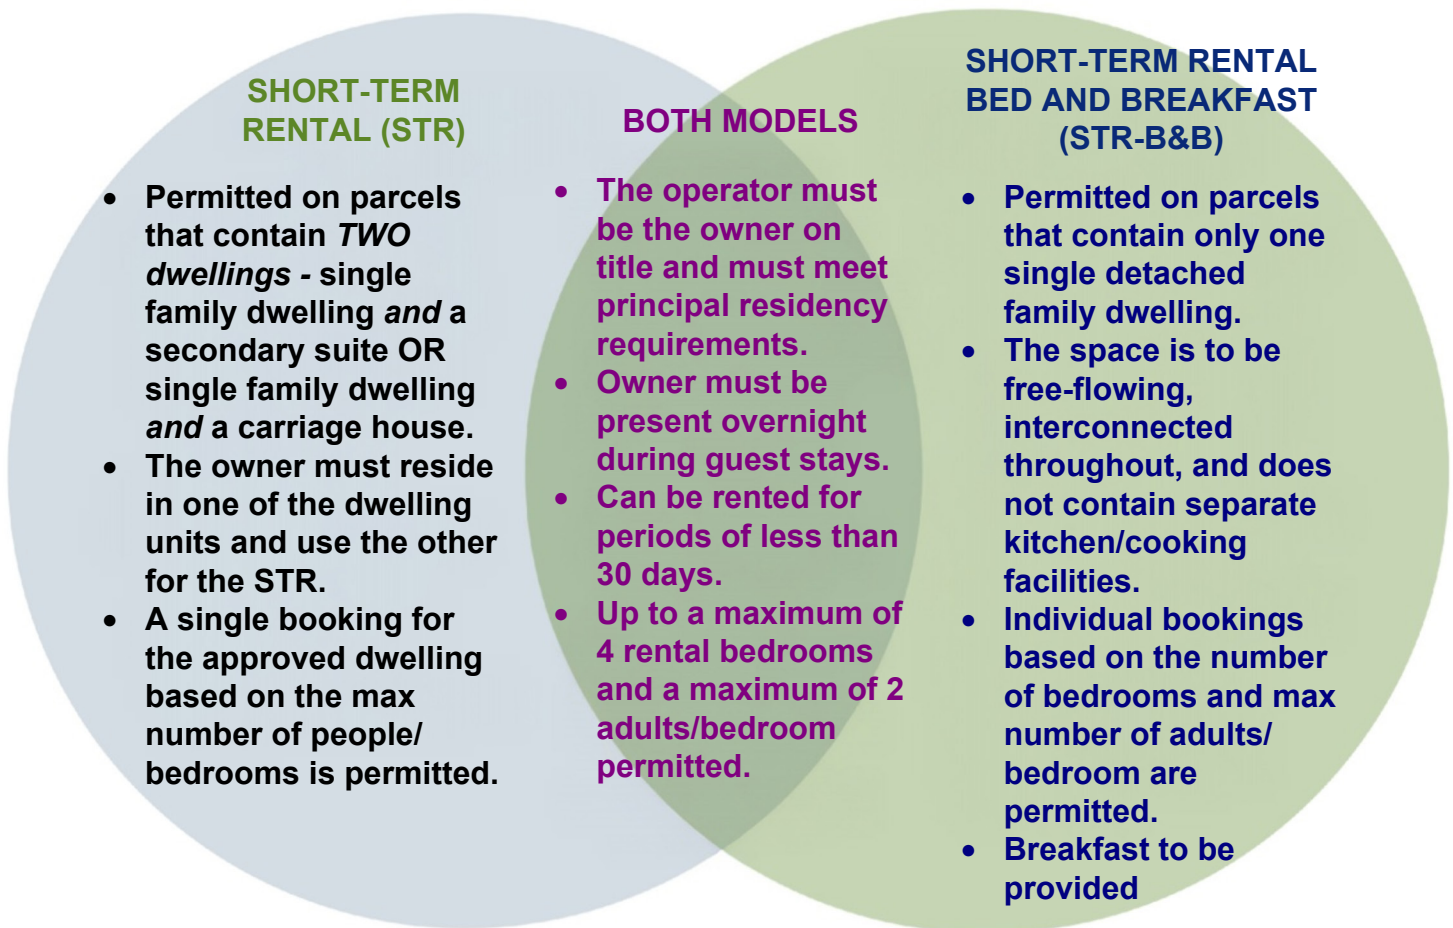 SHORT-TERM
RENTAL (STR)
• Permitted on parcels
that contain TWO
dwellings - single
family dwelling and a
secondary suite OR
single family dwelling
and a carriage house.
• The owner must reside
in one of the dwelling
units and use the other
for the STR.
• A single booking for
the approved dwelling
based on the max
number of people/
bedrooms is permitted.
BOTH MODELS
• The operator must
be the owner on
title and must meet
principal residency
requirements.
• Owner must be
present overnight
during guest stays.
• Can be rented for
periods of less than
30 days.
• Up to a maximum of
4 rental bedrooms
and a maximum of 2
adults/bedroom
permitted.
SHORT-TERM RENTAL
BED AND BREAKFAST
(STR-B&B)
• Permitted on parcels
that contain only one
single detached
family dwelling.
• The space is to be
free-flowing,
interconnected
throughout, and does
not contain separate
kitchen/cooking
facilities.
• Individual bookings
based on the number
of bedrooms and max
number of adults/
bedroom are
permitted.
• Breakfast to be
provided